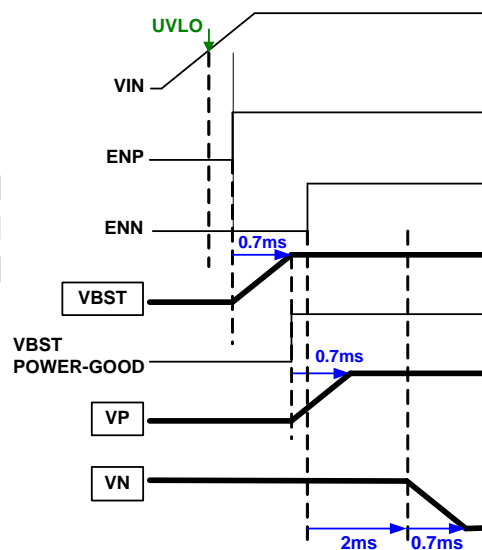 UVLO
VIN
ENP
ENN
0.7ms
VBST
VBST
POWER-GOOD
0.7ms
VP
VN
2ms
0.7ms